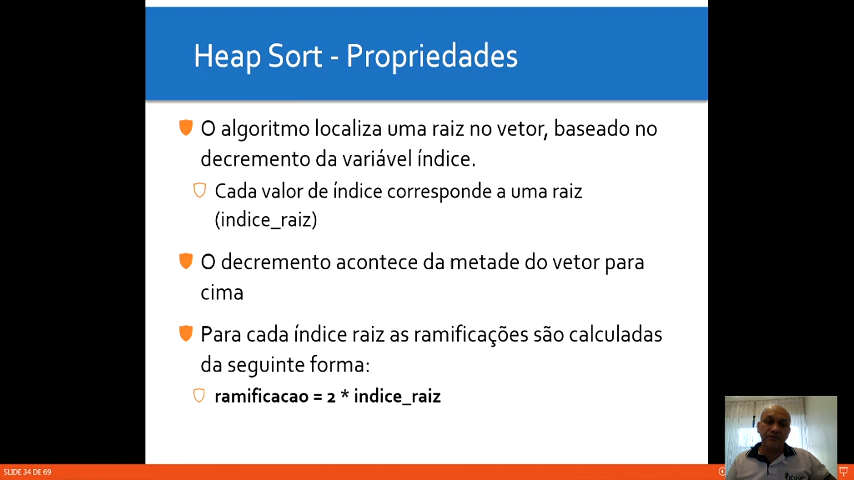 Heap Sort - Propriedades
O algoritmo localiza uma raiz no vetor, baseado no
decremento da variável índice.
Cada valor de índice corresponde a uma raiz
(indice_raiz)
O decremento acontece da metade do vetor para
cima
Para cada índice raiz as ramificações são calculadas
da seguinte forma:
ramificacao = 2 * indice_raiz
SLIDE 34 DE 69